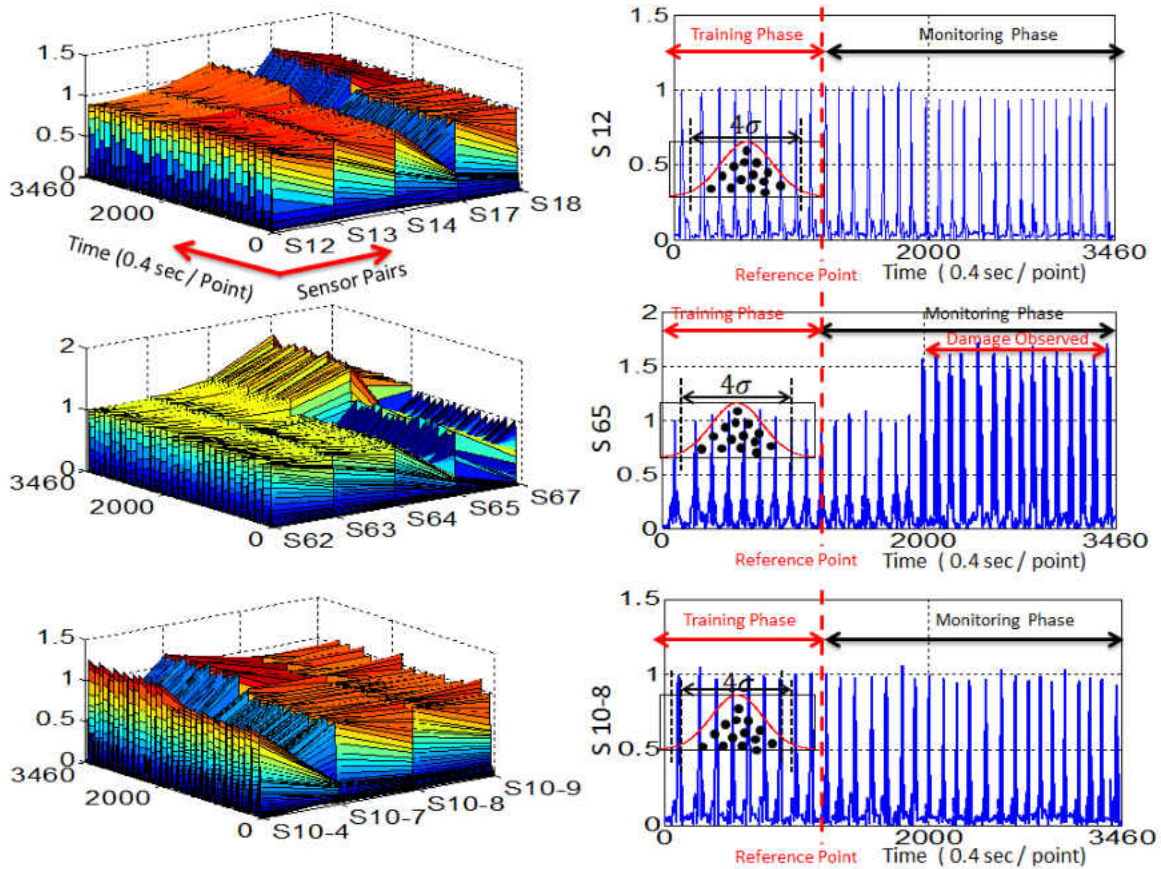 1.5
1
0.5
0
3460
2000
0
S12
S13
S14
S17
S18
Time (0.4 sec / Point)
Sensor Pairs
1.5
1
0.5
0
S 12
Training Phase
Monitoring Phase
4σ
0
2000
3460
Reference Point
Time ( 0.4 sec / point)
2
1
0
3460
2000
0
S62
S63
S64
S65
S67
2
1.5
1
0.5
0
S 65
Training Phase
Monitoring Phase
Damage Observed
4σ
0
2000
3460
Reference Point
Time ( 0.4 sec / point)
1.5
1
0.5
0
3460
2000
0
S10-4
S10-7
S10-8
S10-9
1.5
1
0.5
0
S 10-8
Training Phase
Monitoring Phase
4σ
0
2000
3460
Reference Point
Time ( 0.4 sec / point)